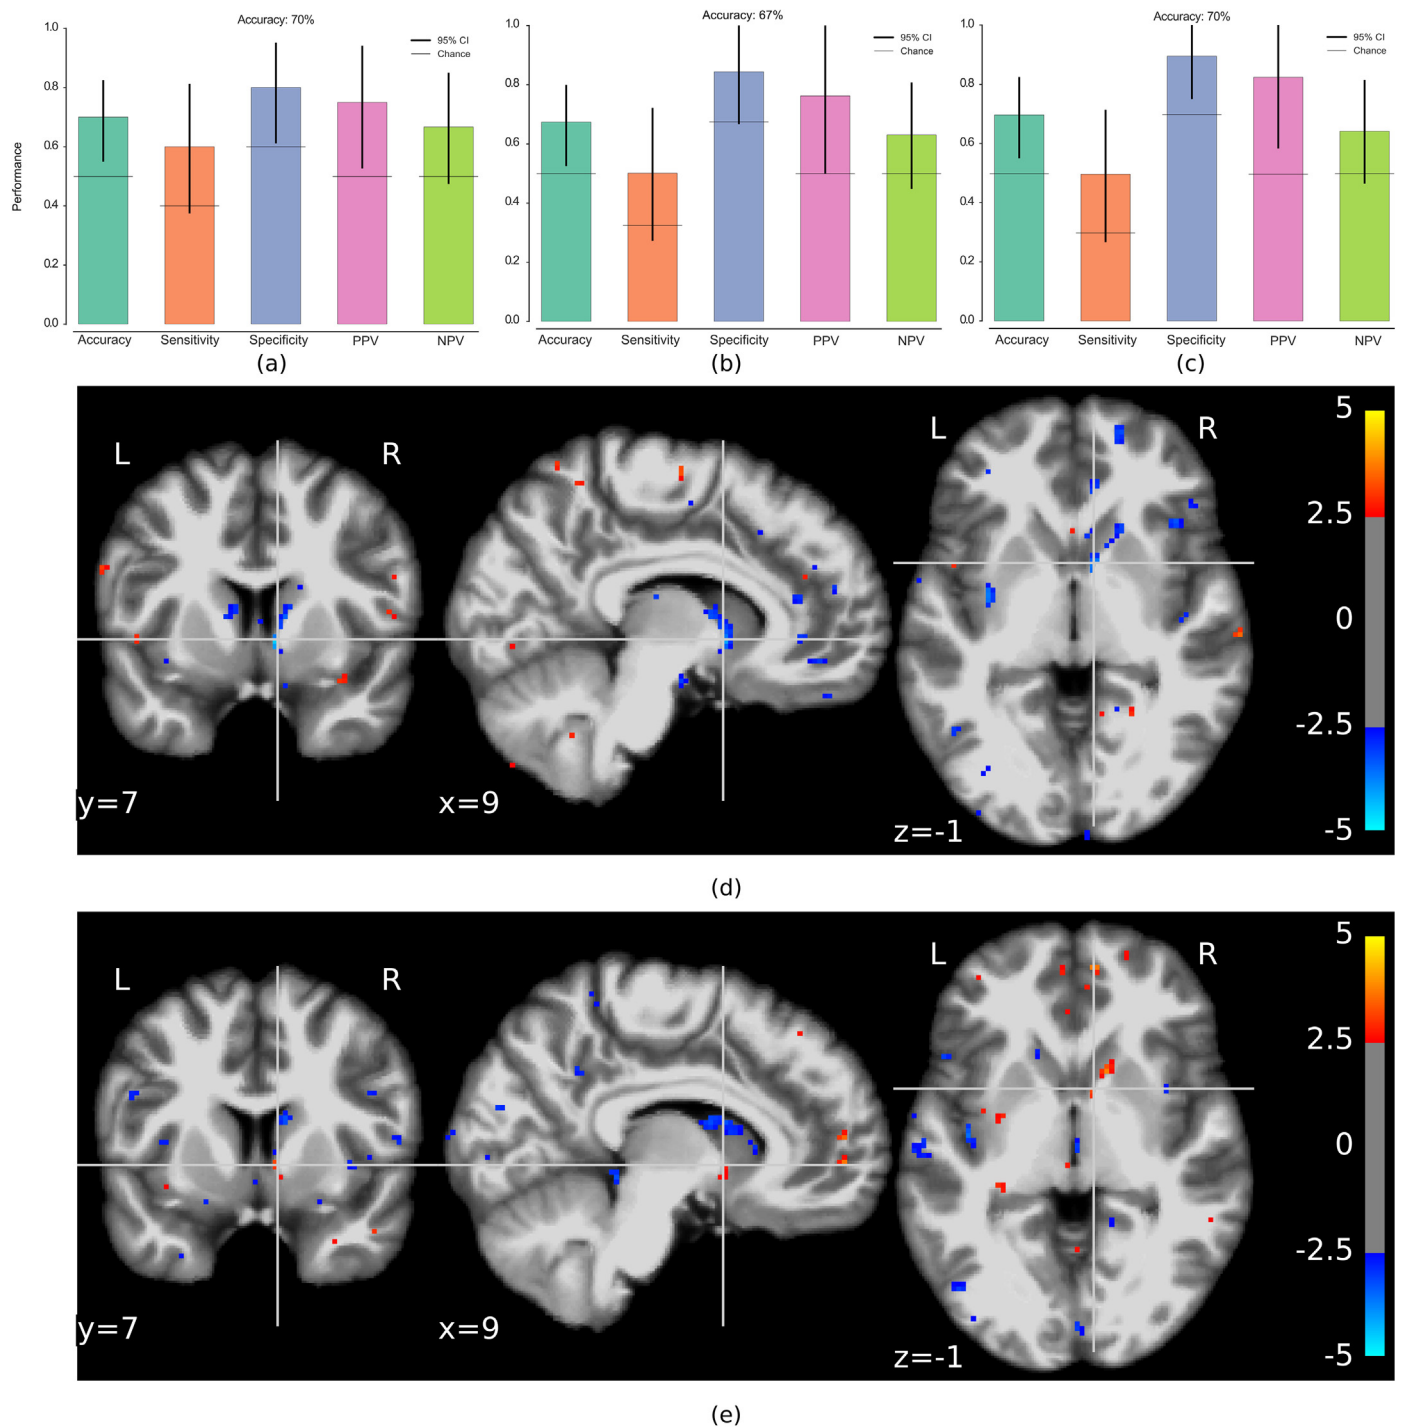 Accuracy: 70%
1.0
0.8
0.6
0.4
0.2
0.0
Performance
95% CI
Chance
Accuracy Sensitivity Specificity PPV NPV
(a)
Accuracy: 67%
1.0
0.8
0.6
0.4
0.2
0.0
95% CI
Chance
Accuracy Sensitivity Specificity PPV NPV
(b)
Accuracy: 70%
1.0
0.8
0.6
0.4
0.2
0.0
95% CI
Chance
Accuracy Sensitivity Specificity PPV NPV
(c)
L R
y=7
x=9
L R
z=-1
5
2.5
0
-2.5
-5
(d)
L R
y=7
x=9
L R
z=-1
5
2.5
0
-2.5
-5
(e)